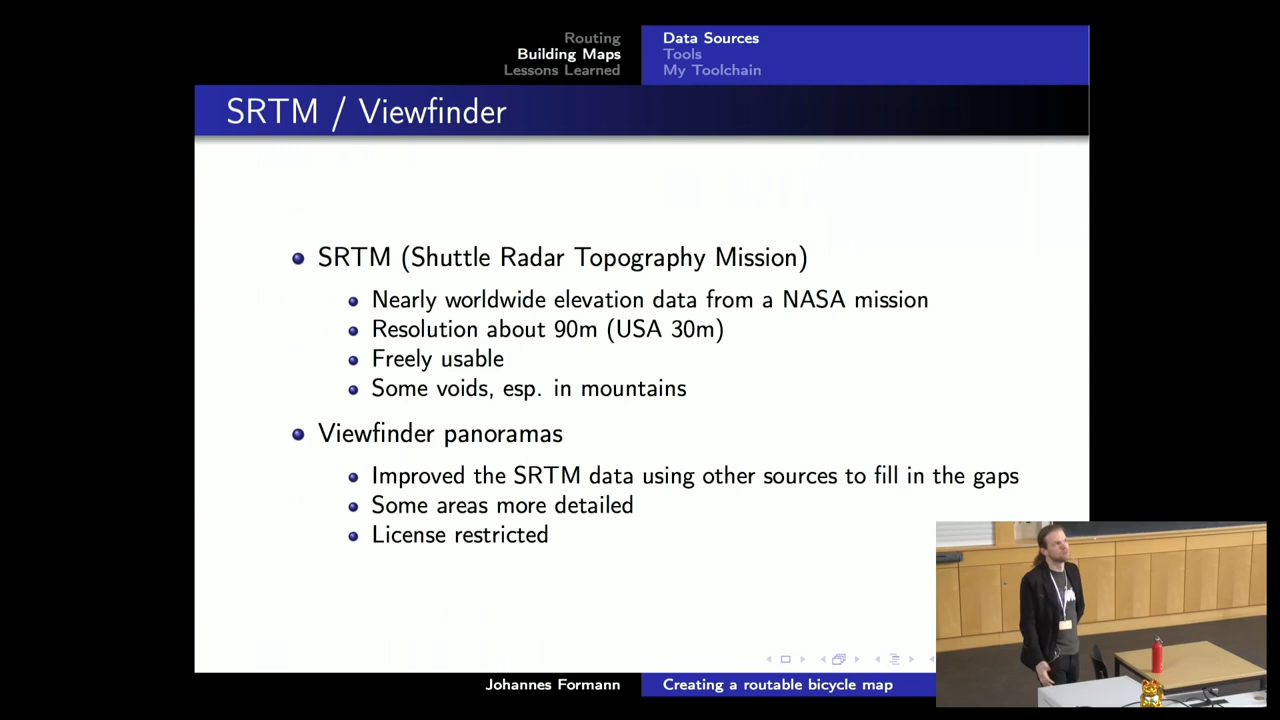 Routing
Building Maps
Lessons Learned
Data Sources
Tools
My Toolchain
SRTM / Viewfinder
SRTM (Shuttle Radar Topography Mission)
Nearly worldwide elevation data from a NASA mission
Resolution about 90m (USA 30m)
Freely usable
Some voids, esp. in mountains
Viewfinder panoramas
Improved the SRTM data using other sources to fill in the gaps
Some areas more detailed
License restricted
Johannes Formann
Creating a routable bicycle map